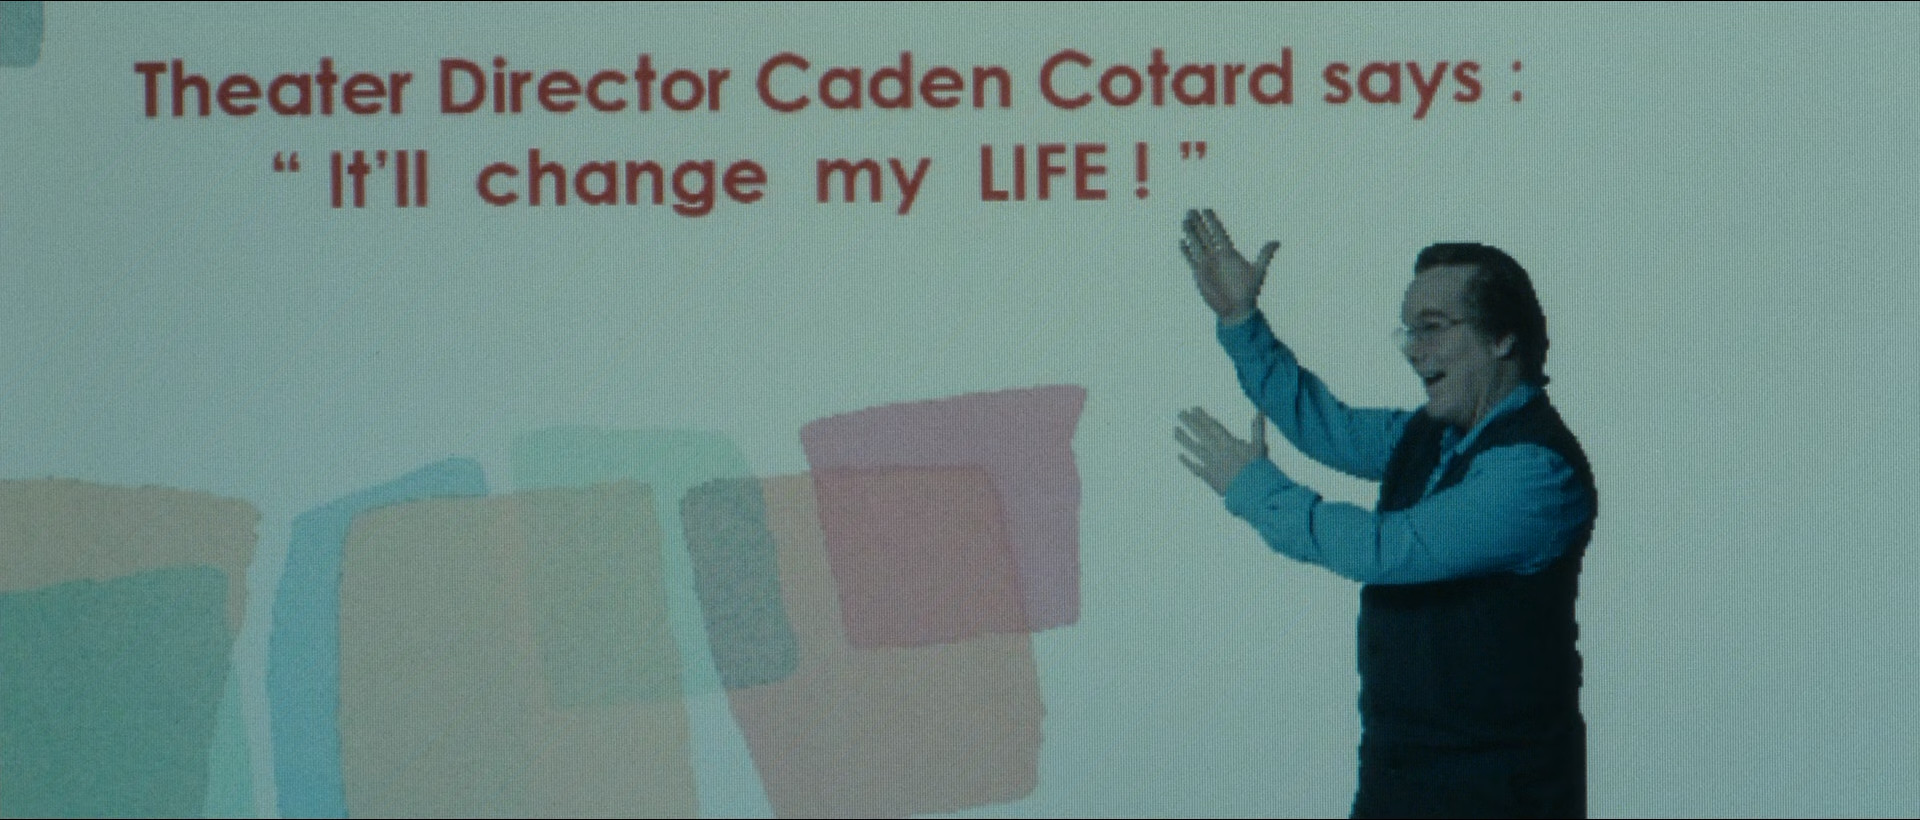 Theater Director Caden Cotard says :
“ It’ll change my LIFE ! ”